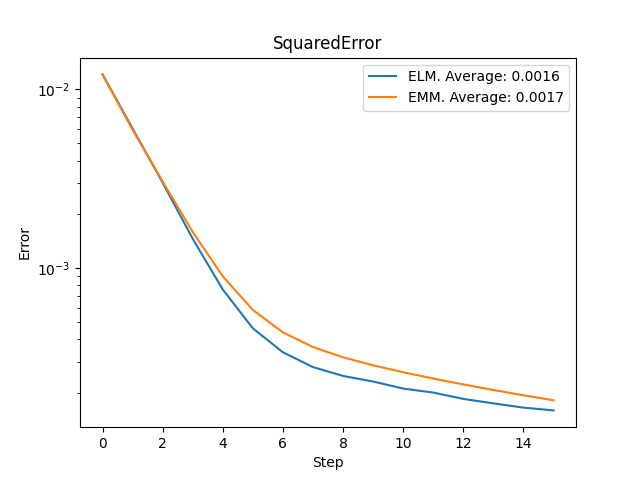 SquaredError
ELM. Average: 0.0016
EMM. Average: 0.0017
10⁻²
10⁻³
Error
0 2 4 6 8 10 12 14
Step